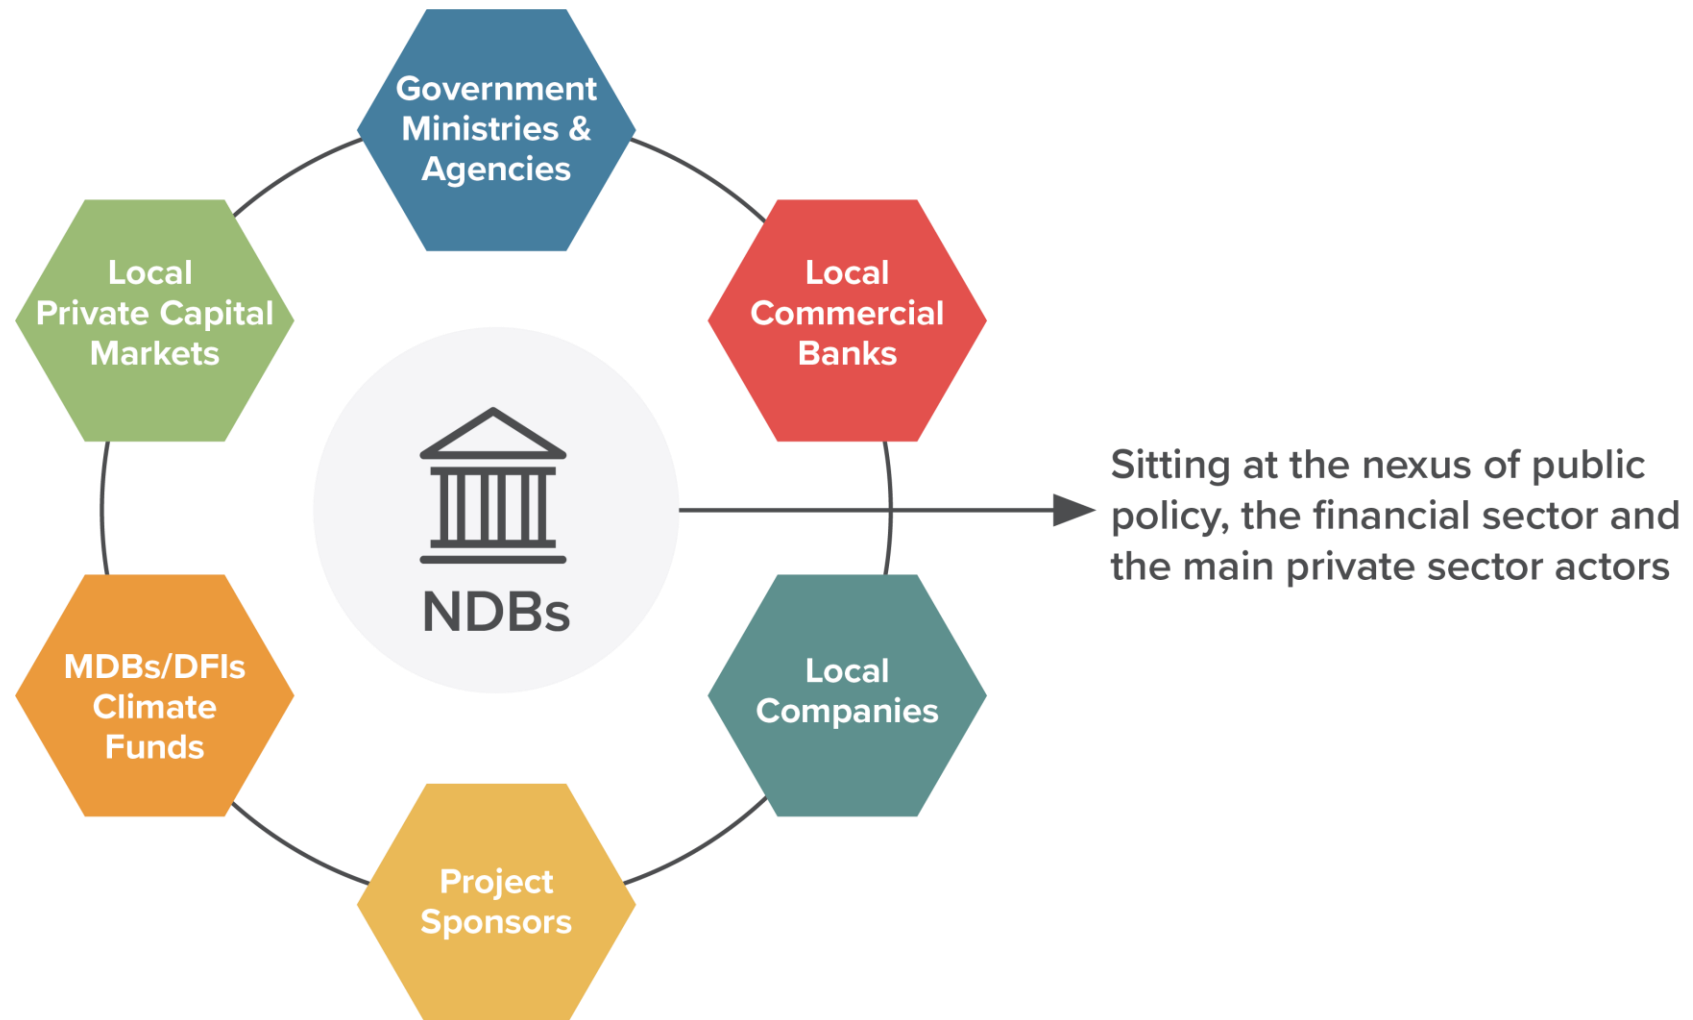 Government
Ministries &
Agencies
Local
Private Capital
Markets
Local
Commercial
Banks
NDBs
Sitting at the nexus of public
policy, the financial sector and
the main private sector actors
MDBs/DFIs
Climate
Funds
Local
Companies
Project
Sponsors